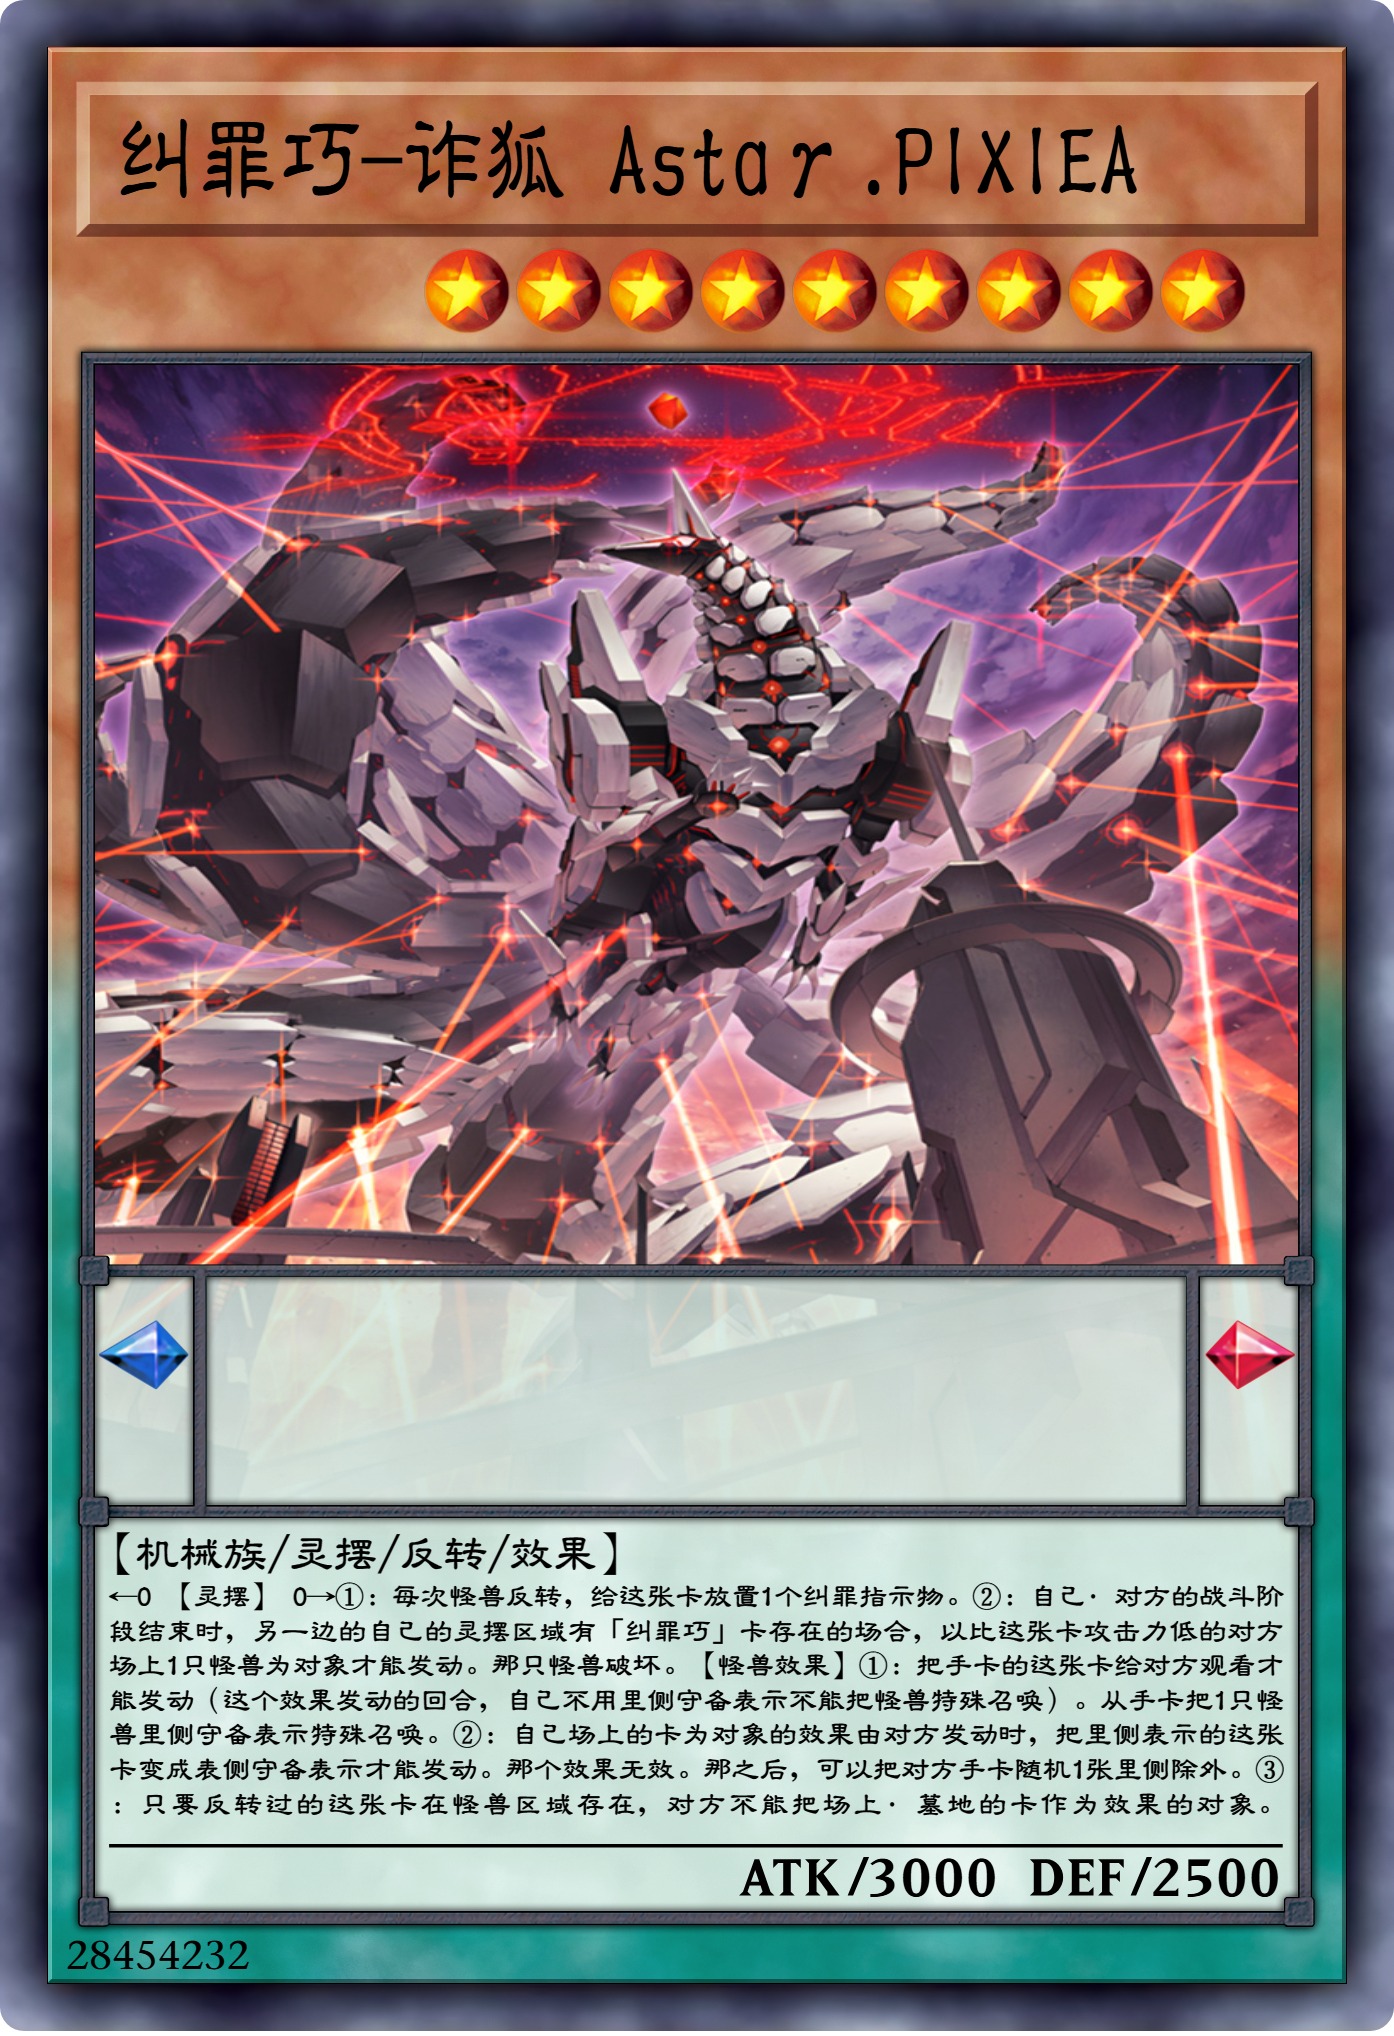 纠罪巧-诈狐 Astar .PIXIEA
【机械族/灵摆/反转/效果】
←0 【灵摆】 0→①：每次怪兽反转，给这张卡放置1个纠罪指示物。②：自己· 对方的战斗阶
段结束时，另一边的自己的灵摆区域有「纠罪巧」卡存在的场合，以比这张卡攻击力低的对方
场上1只怪兽为对象才能发动。那只怪兽破坏。【怪兽效果】①：把手卡的这张卡给对方观看才
能发动（这个效果发动的回合，自己不用里侧守备表示不能把怪兽特殊召唤）。从手卡把1只怪
兽里侧守备表示特殊召唤。②：自己场上的卡为对象的效果由对方发动时，把里侧表示的这张
卡变成表侧守备表示才能发动。那个效果无效。那之后，可以把对方手卡随机1张里侧除外。③
：只要反转过的这张卡在怪兽区域存在，对方不能把场上· 墓地的卡作为效果的对象。
ATK/3000 DEF/2500
28454232